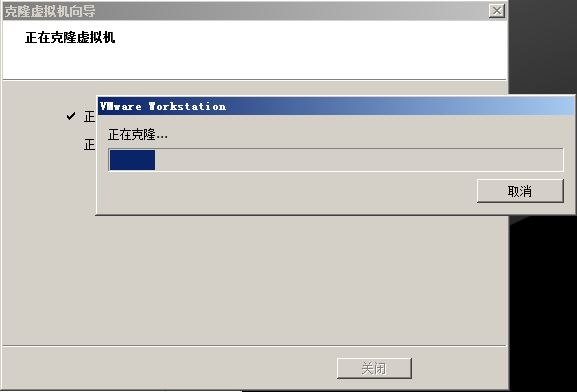 克隆虚拟机向导
正在克隆虚拟机
VMware Workstation
正
正在克隆...
正
取消
关闭